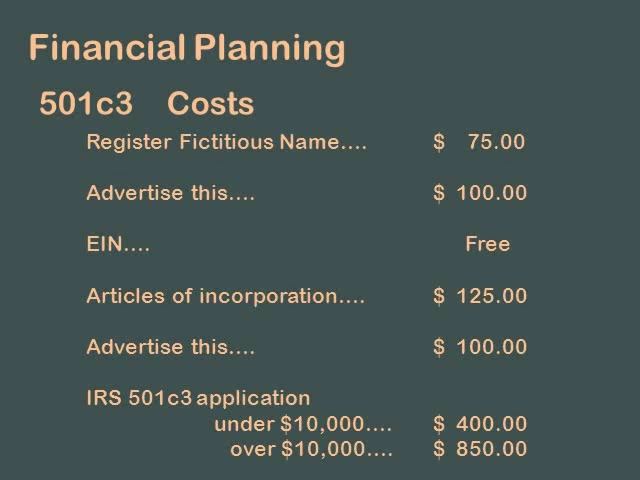 Financial Planning
501c3 Costs
Register Fictitious Name.... $ 75.00
Advertise this.... $ 100.00
EIN.... Free
Articles of incorporation.... $ 125.00
Advertise this.... $ 100.00
IRS 501c3 application
under $10,000.... $ 400.00
over $10,000.... $ 850.00